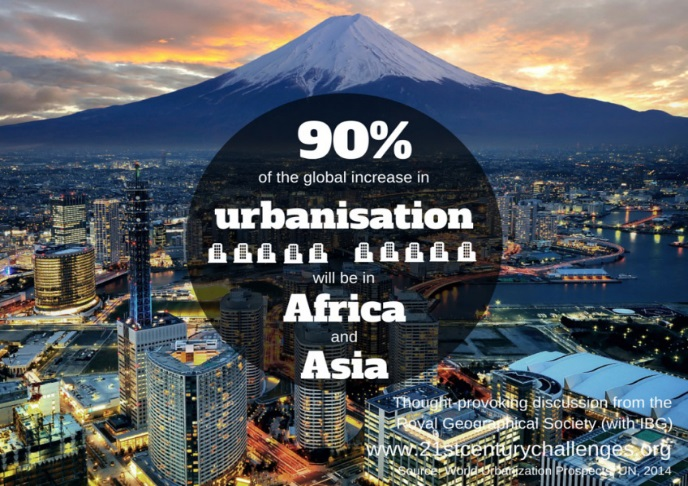 90%
of the global increase in
urbanisation
will be in
Africa
and
Asia
Thought-provoking discussion from the
Royal Geographical Society (with IBG)
www.21stcenturychallenges.org
Source: World Urbanization Prospects, UN, 2014